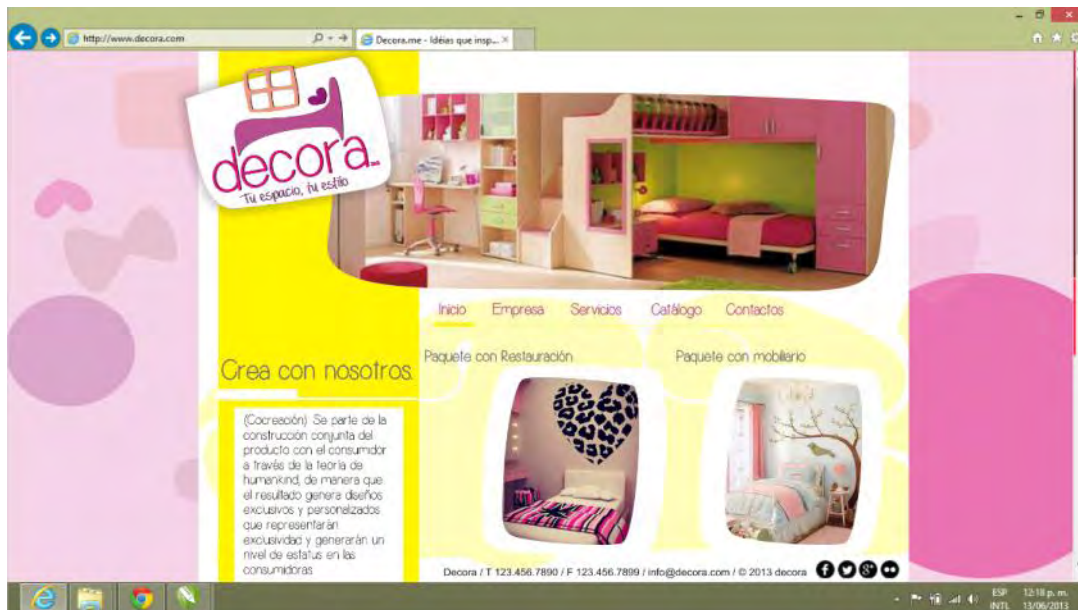 http://www.decora.com
Decora.me - Idéias que insp...
decora...
Tu espacio, tu estilo
Inicio Empresa Servicios Catálogo Contactos
Crea con nosotros.
(Cocreación) Se parte de la
construcción conjunta del
producto con el consumidor
a través de la teoría de
humankind, de manera que
el resultado genera diseños
exclusivos y personalizados
que representarán
exclusividad y generarán un
nivel de estatus en las
consumidoras
Paquete con Restauración
Paquete con mobiliario
Decora / T 123.456.7890 / F 123.456.7899 / info@decora.com / © 2013 decora
ESP
INTL
12:18 p. m.
13/06/2013